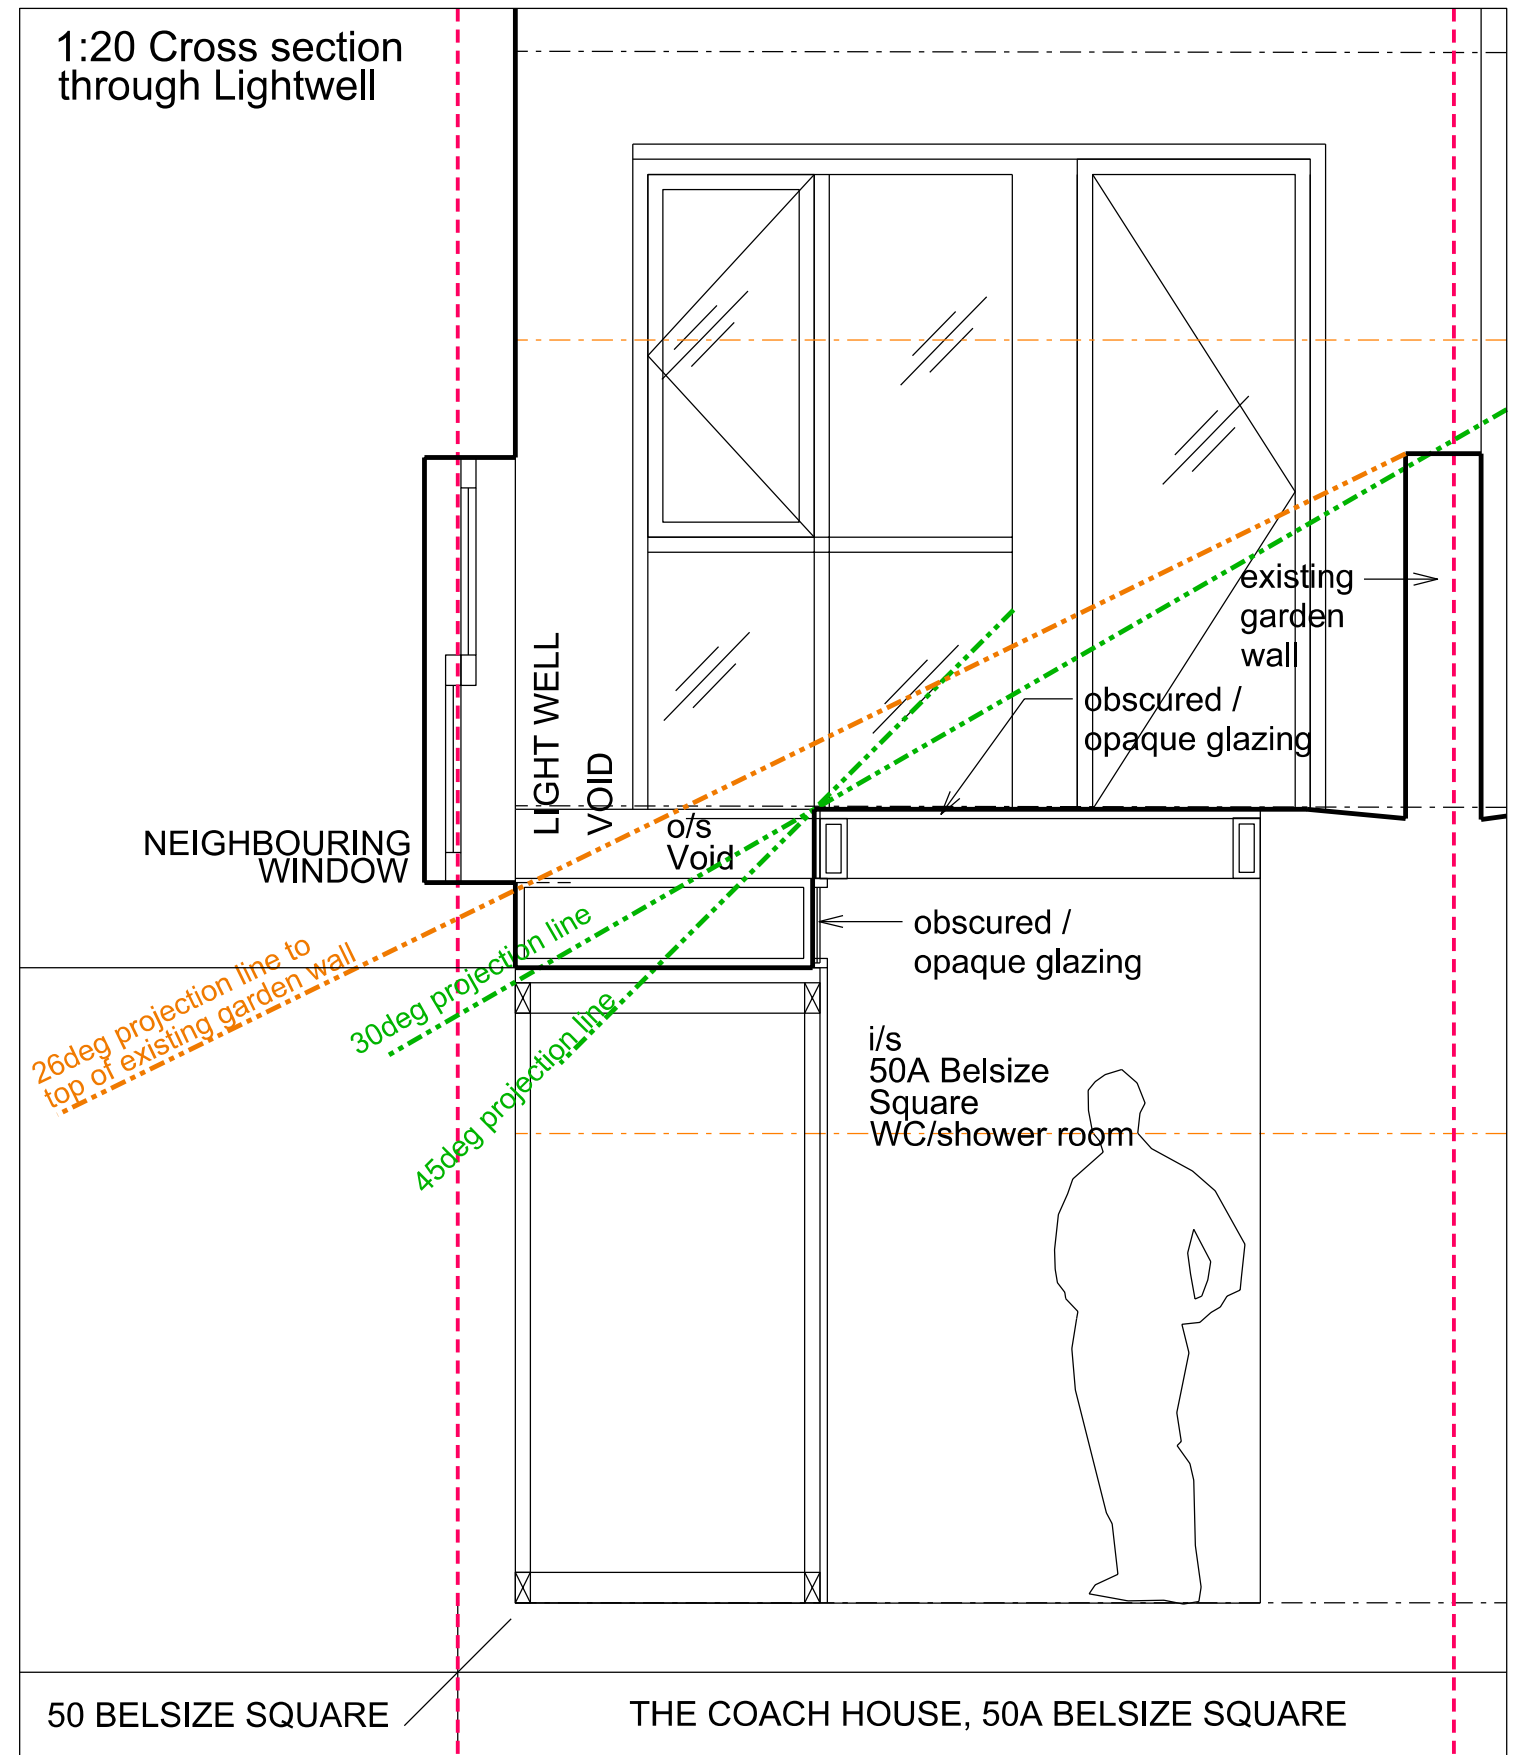 1:20 Cross section
through Lightwell
existing
garden
wall
obscured /
opaque glazing
LIGHT WELL
VOID
o/s
Void
NEIGHBOURING
WINDOW
obscured /
opaque glazing
26deg projection line to
top of existing garden wall
30deg projection line
45deg projection line
i/s
50A Belsize
Square
WC/shower room
50 BELSIZE SQUARE
THE COACH HOUSE, 50A BELSIZE SQUARE